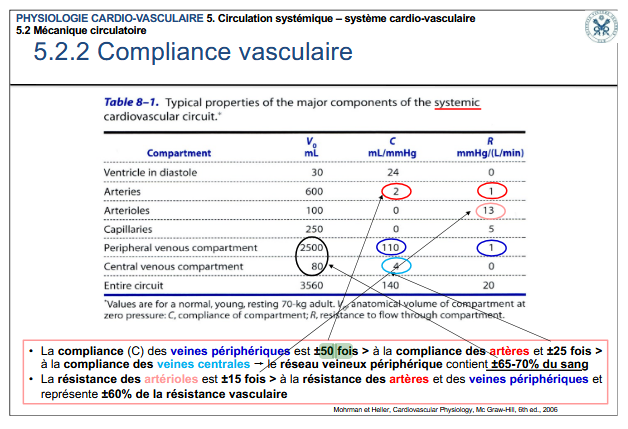 PHYSIOLOGIE CARDIO-VASCULAIRE 5. Circulation systémique – système cardio-vasculaire
5.2 Mécanique circulatoire
5.2.2 Compliance vasculaire
Table 8–1. Typical properties of the major components of the systemic
cardiovascular circuit.*
Compartment V₀ mL C mL/mmHg R mmHg/(L/min)
Ventricle in diastole 30 24 0
Arteries 600 2 1
Arterioles 100 0 13
Capillaries 250 0 5
Peripheral venous compartment 2500 110 1
Central venous compartment 80 4 0
Entire circuit 3560 140 20
*Values are for a normal, young, resting 70-kg adult. V₀, anatomical volume of compartment at
zero pressure: C, compliance of compartment; R, resistance to flow through compartment.
• La compliance (C) des veines périphériques est ±50 fois > à la compliance des artères et ±25 fois >
à la compliance des veines centrales → le réseau veineux périphérique contient ±65-70% du sang
• La résistance des artérioles est ±15 fois > à la résistance des artères et des veines périphériques et
représente ±60% de la résistance vasculaire
Mohrman et Heller, Cardiovascular Physiology, Mc Graw-Hill, 6th ed., 2006